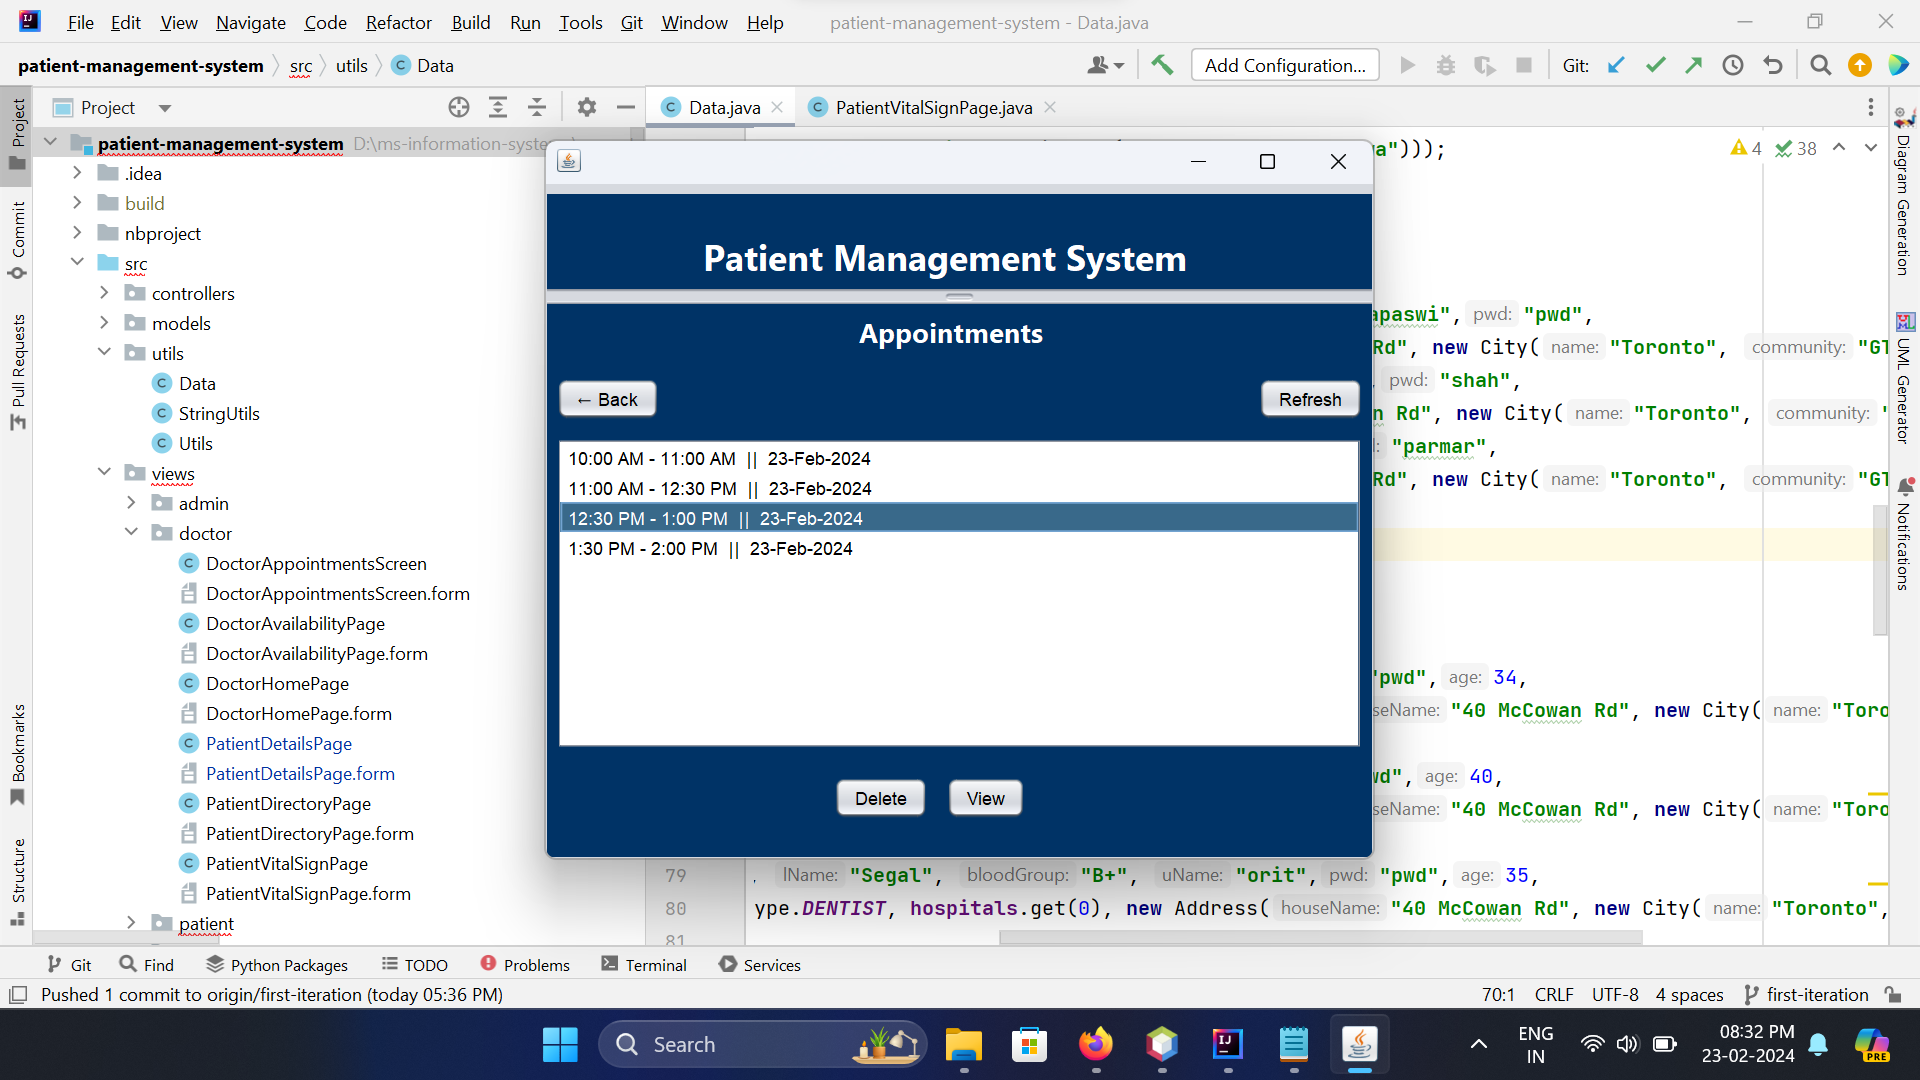 File Edit View Navigate Code Refactor Build Run Tools Git Window Help patient-management-system - Data.java
patient-management-system src utils C Data Add Configuration... Git:
Project
Data.java PatientVitalSignPage.java
patient-management-system D:\ms-information-syste
.idea
build
nbproject
src
controllers
models
utils
Data
StringUtils
Utils
views
admin
doctor
DoctorAppointmentsScreen
DoctorAppointmentsScreen.form
DoctorAvailabilityPage
DoctorAvailabilityPage.form
DoctorHomePage
DoctorHomePage.form
PatientDetailsPage
PatientDetailsPage.form
PatientDirectoryPage
PatientDirectoryPage.form
PatientVitalSignPage
PatientVitalSignPage.form
patient
Project
Commit
Pull Requests
Bookmarks
Structure
Patient Management System
Appointments
← Back
Refresh
10:00 AM - 11:00 AM || 23-Feb-2024
11:00 AM - 12:30 PM || 23-Feb-2024
12:30 PM - 1:00 PM || 23-Feb-2024
1:30 PM - 2:00 PM || 23-Feb-2024
Delete View
a")));
4 38
apaswi", pwd: "pwd",
Rd", new City( name: "Toronto", community: "GT
, pwd: "shah",
n Rd", new City( name: "Toronto", community: "
d: "parmar",
Rd", new City( name: "Toronto", community: "GT
"pwd", age: 34,
seName: "40 McCowan Rd", new City( name: "Toro
wd", age: 40,
seName: "40 McCowan Rd", new City( name: "Toro
79 , lName: "Segal", bloodGroup: "B+", uName: "orit", pwd: "pwd", age: 35,
80 ype.DENTIST, hospitals.get(0), new Address( houseName: "40 McCowan Rd", new City( name: "Toronto",
81
Diagram Generation
UML Generator
Notifications
Git Find Python Packages TODO Problems Terminal Services
Pushed 1 commit to origin/first-iteration (today 05:36 PM) 70:1 CRLF UTF-8 4 spaces first-iteration
Search
ENG
IN
08:32 PM
23-02-2024
PRE